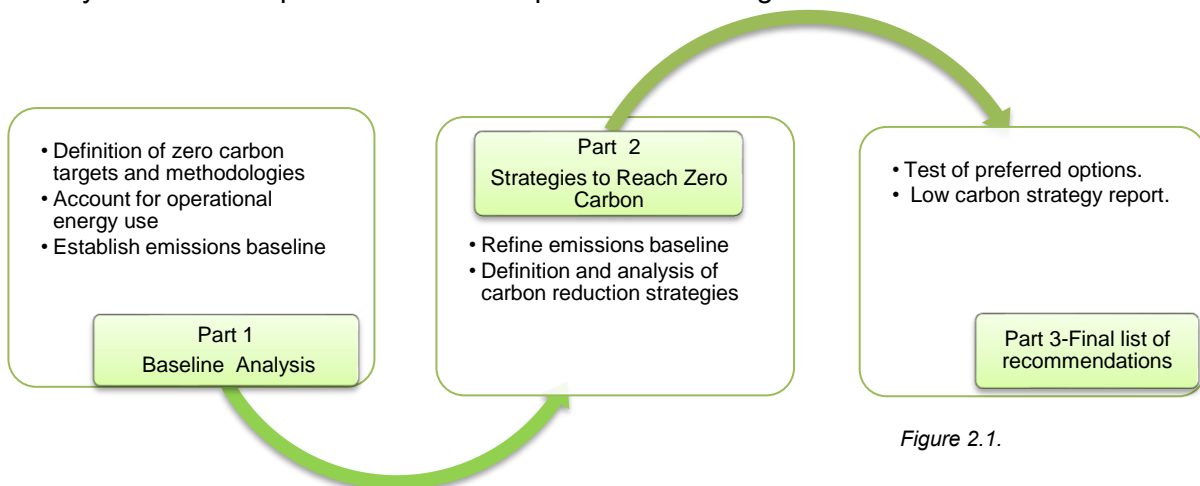 • Definition of zero carbon
targets and methodologies
• Account for operational
energy use
• Establish emissions baseline
Part 1
Baseline Analysis
Part 2
Strategies to Reach Zero
Carbon
• Refine emissions baseline
• Definition and analysis of
carbon reduction strategies
• Test of preferred options.
• Low carbon strategy report.
Part 3-Final list of
recommendations
Figure 2.1.